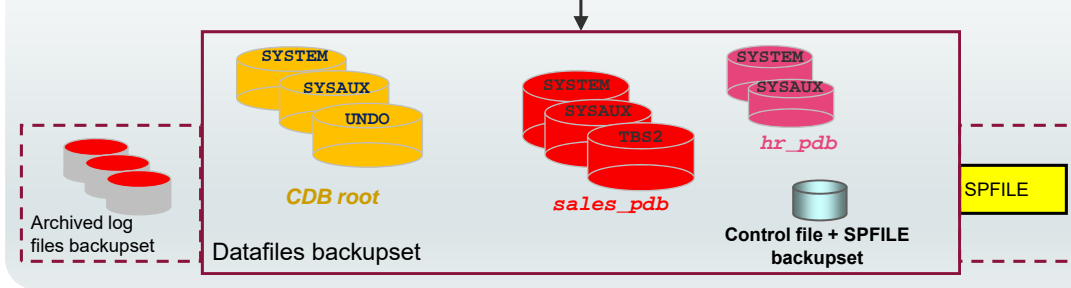 SYSTEM
SYSAUX
UNDO
CDB root
SYSTEM
SYSAUX
TBS2
sales_pdb
SYSTEM
SYSAUX
hr_pdb
Archived log
files backupset
Datafiles backupset
Control file + SPFILE
backupset
SPFILE